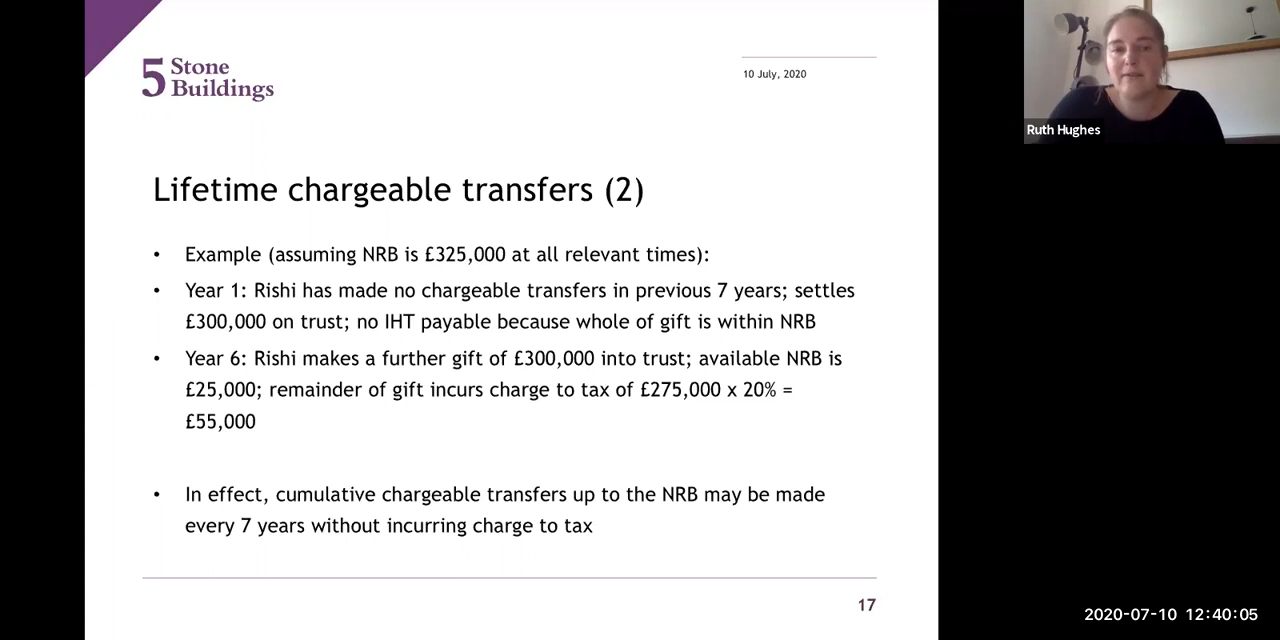 5 Stone
Buildings
10 July, 2020
Ruth Hughes
Lifetime chargeable transfers (2)
• Example (assuming NRB is £325,000 at all relevant times):
• Year 1: Rishi has made no chargeable transfers in previous 7 years; settles
£300,000 on trust; no IHT payable because whole of gift is within NRB
• Year 6: Rishi makes a further gift of £300,000 into trust; available NRB is
£25,000; remainder of gift incurs charge to tax of £275,000 x 20% =
£55,000
• In effect, cumulative chargeable transfers up to the NRB may be made
every 7 years without incurring charge to tax
17
2020-07-10 12:40:05